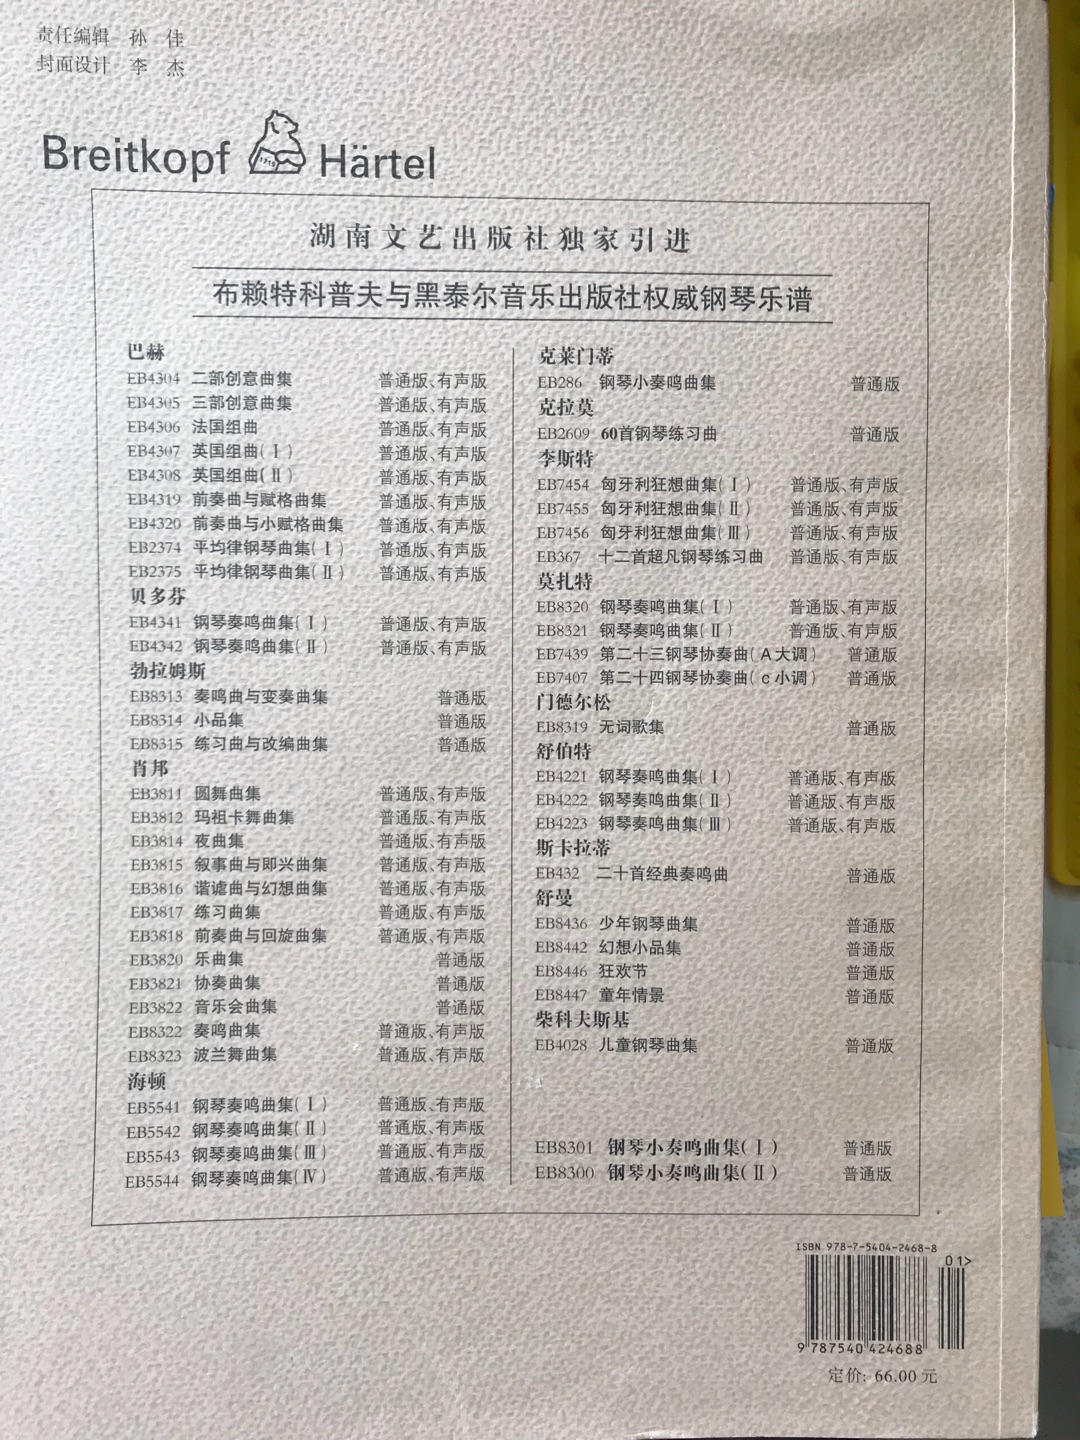 责任编辑 孙 佳
封面设计 李 杰
Breitkopf 1719 Härtel
湖南文艺出版社独家引进
布赖特科普夫与黑泰尔音乐出版社权威钢琴乐谱
巴赫
EB4304 二部创意曲集 普通版、有声版
EB4305 三部创意曲集 普通版、有声版
EB4306 法国组曲 普通版、有声版
EB4307 英国组曲(Ⅰ) 普通版、有声版
EB4308 英国组曲(Ⅱ) 普通版、有声版
EB4319 前奏曲与赋格曲集 普通版、有声版
EB4320 前奏曲与小赋格曲集 普通版、有声版
EB2374 平均律钢琴曲集(Ⅰ) 普通版、有声版
EB2375 平均律钢琴曲集(Ⅱ) 普通版、有声版
贝多芬
EB4341 钢琴奏鸣曲集(Ⅰ) 普通版、有声版
EB4342 钢琴奏鸣曲集(Ⅱ) 普通版、有声版
勃拉姆斯
EB8313 奏鸣曲与变奏曲集 普通版
EB8314 小品集 普通版
EB8315 练习曲与改编曲集 普通版
肖邦
EB3811 圆舞曲集 普通版、有声版
EB3812 玛祖卡舞曲集 普通版、有声版
EB3814 夜曲集 普通版、有声版
EB3815 叙事曲与即兴曲集 普通版、有声版
EB3816 谐谑曲与幻想曲集 普通版、有声版
EB3817 练习曲集 普通版、有声版
EB3818 前奏曲与回旋曲集 普通版、有声版
EB3820 乐曲集 普通版
EB3821 协奏曲集 普通版
EB3822 音乐会曲集 普通版
EB8322 奏鸣曲集 普通版、有声版
EB8323 波兰舞曲集 普通版、有声版
海顿
EB5541 钢琴奏鸣曲集(Ⅰ) 普通版、有声版
EB5542 钢琴奏鸣曲集(Ⅱ) 普通版、有声版
EB5543 钢琴奏鸣曲集(Ⅲ) 普通版、有声版
EB5544 钢琴奏鸣曲集(Ⅳ) 普通版、有声版
克莱门蒂
EB286 钢琴小奏鸣曲集 普通版
克拉莫
EB2609 60首钢琴练习曲 普通版
李斯特
EB7454 匈牙利狂想曲集(Ⅰ) 普通版、有声版
EB7455 匈牙利狂想曲集(Ⅱ) 普通版、有声版
EB7456 匈牙利狂想曲集(Ⅲ) 普通版、有声版
EB367 十二首超凡钢琴练习曲 普通版、有声版
莫扎特
EB8320 钢琴奏鸣曲集(Ⅰ) 普通版、有声版
EB8321 钢琴奏鸣曲集(Ⅱ) 普通版、有声版
EB7439 第二十三钢琴协奏曲(A大调) 普通版
EB7407 第二十四钢琴协奏曲(c小调) 普通版
门德尔松
EB8319 无词歌集 普通版
舒伯特
EB4221 钢琴奏鸣曲集(Ⅰ) 普通版、有声版
EB4222 钢琴奏鸣曲集(Ⅱ) 普通版、有声版
EB4223 钢琴奏鸣曲集(Ⅲ) 普通版、有声版
斯卡拉蒂
EB432 二十首经典奏鸣曲 普通版
舒曼
EB8436 少年钢琴曲集 普通版
EB8442 幻想小品集 普通版
EB8446 狂欢节 普通版
EB8447 童年情景 普通版
柴科夫斯基
EB4028 儿童钢琴曲集 普通版
EB8301 钢琴小奏鸣曲集(Ⅰ) 普通版
EB8300 钢琴小奏鸣曲集(Ⅱ) 普通版
ISBN 978-7-5404-2468-8
01>
9 787540 424688
定价: 66.00 元